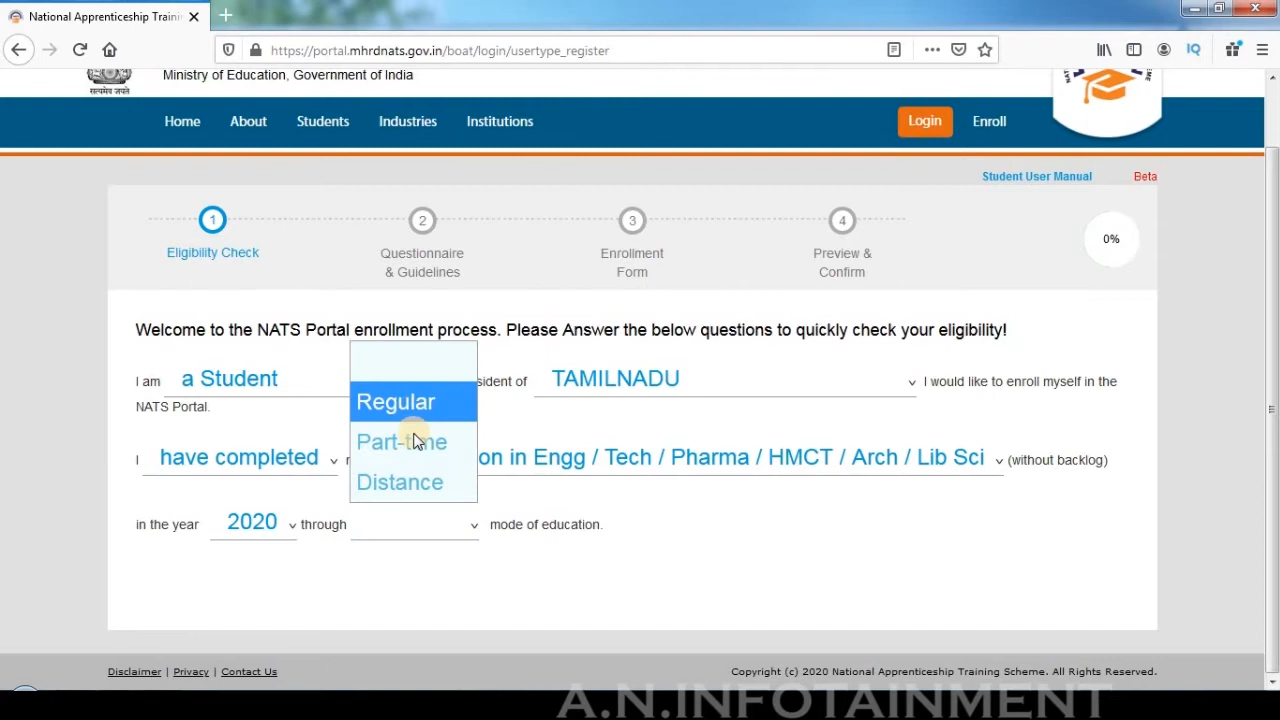 National Apprenticeship Traini
https://portal.mhrdnats.gov.in/boat/login/usertype_register
IQ
सत्यमेव जयते
Ministry of Education, Government of India
Home About Students Industries Institutions Login Enroll
Student User Manual Beta
1 2 3 4
0%
Eligibility Check
Questionnaire
& Guidelines
Enrollment
Form
Preview &
Confirm
Welcome to the NATS Portal enrollment process. Please Answer the below questions to quickly check your eligibility!
I am a Student sident of TAMILNADU I would like to enroll myself in the
NATS Portal.
Regular
Part-time
Distance
I have completed on in Engg / Tech / Pharma / HMCT / Arch / Lib Sci (without backlog)
in the year 2020 through mode of education.
Disclaimer | Privacy | Contact Us
Copyright (c) 2020 National Apprenticeship Training Scheme. All Rights Reserved.
A.N.INFOTAINMENT